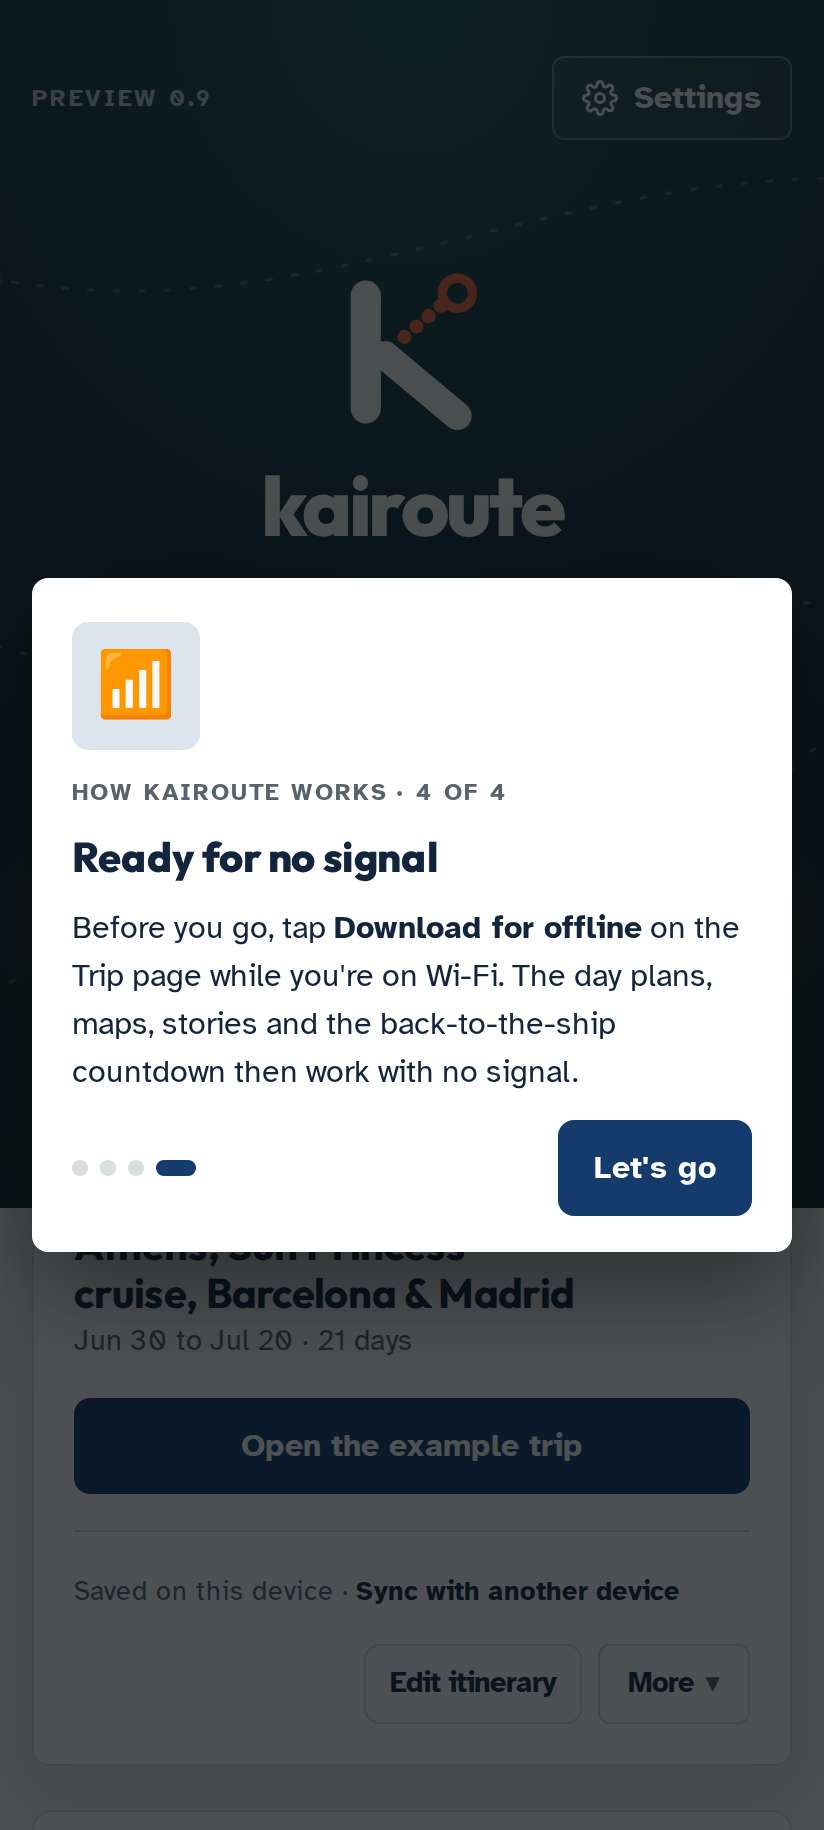 PREVIEW 0.9
Settings
kairoute
HOW KAIROUTE WORKS · 4 OF 4
Ready for no signal
Before you go, tap Download for offline on the
Trip page while you're on Wi-Fi. The day plans,
maps, stories and the back-to-the-ship
countdown then work with no signal.
Let's go
Athens, Sun Princess
cruise, Barcelona & Madrid
Jun 30 to Jul 20 · 21 days
Open the example trip
Saved on this device · Sync with another device
Edit itinerary
More ▼